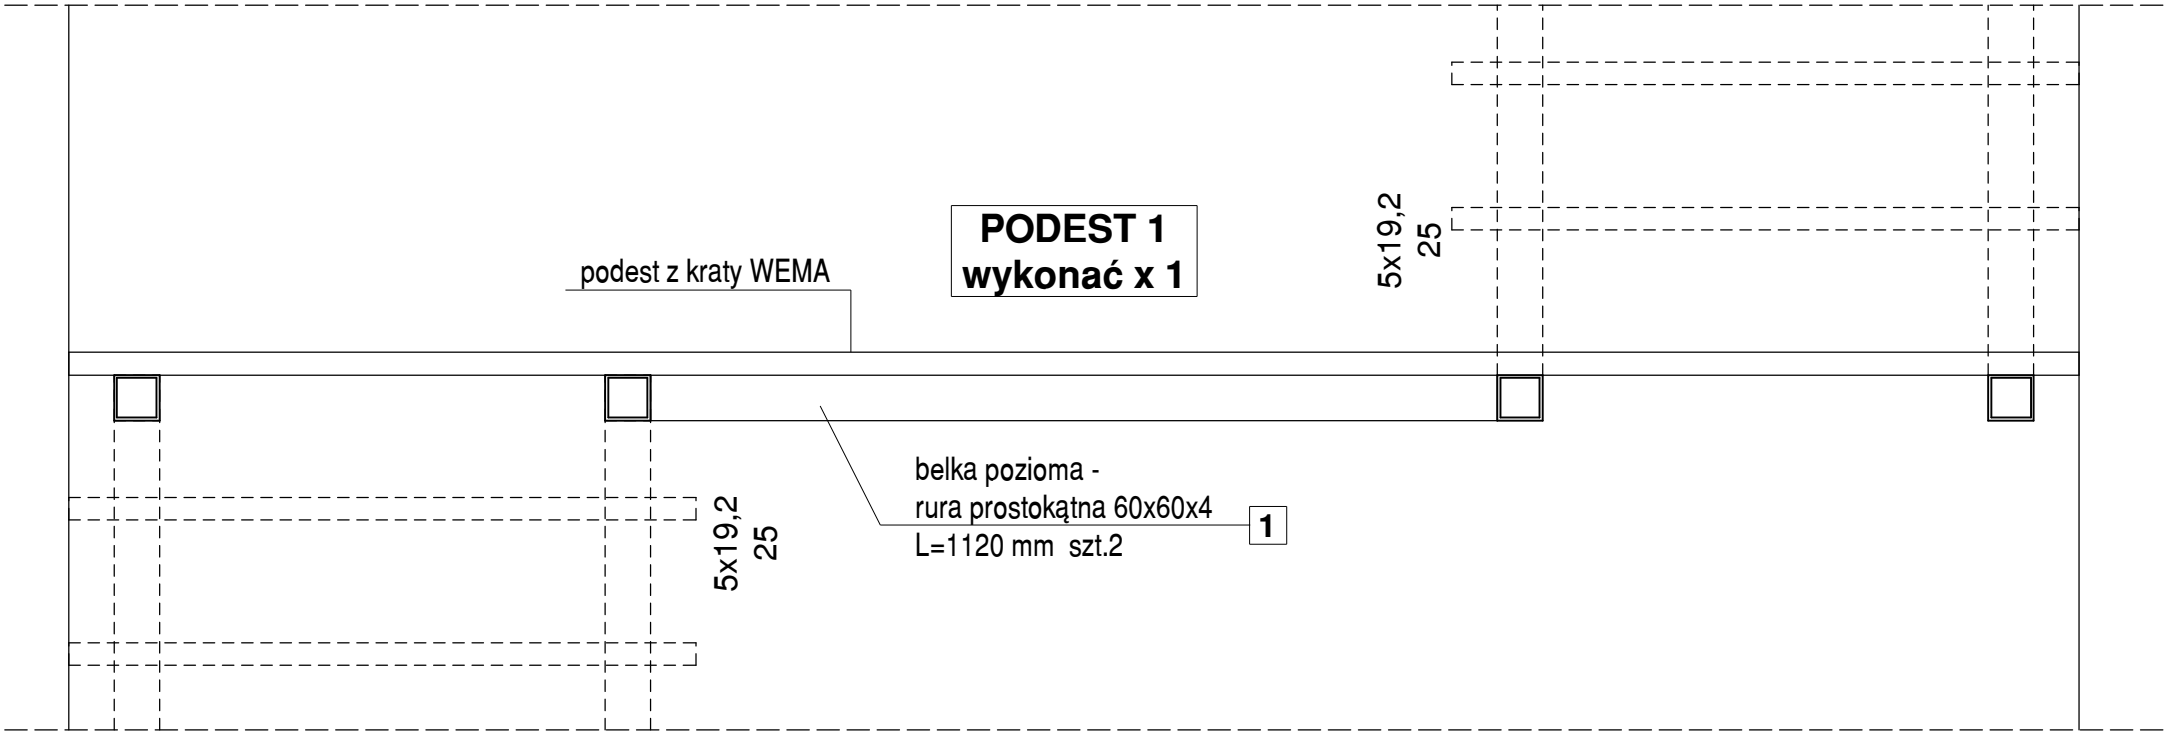 PODEST 1
wykonać x 1
podest z kraty WEMA
5x19,2
25
belka pozioma -
rura prostokątna 60x60x4
L=1120 mm szt.2
1
5x19,2
25